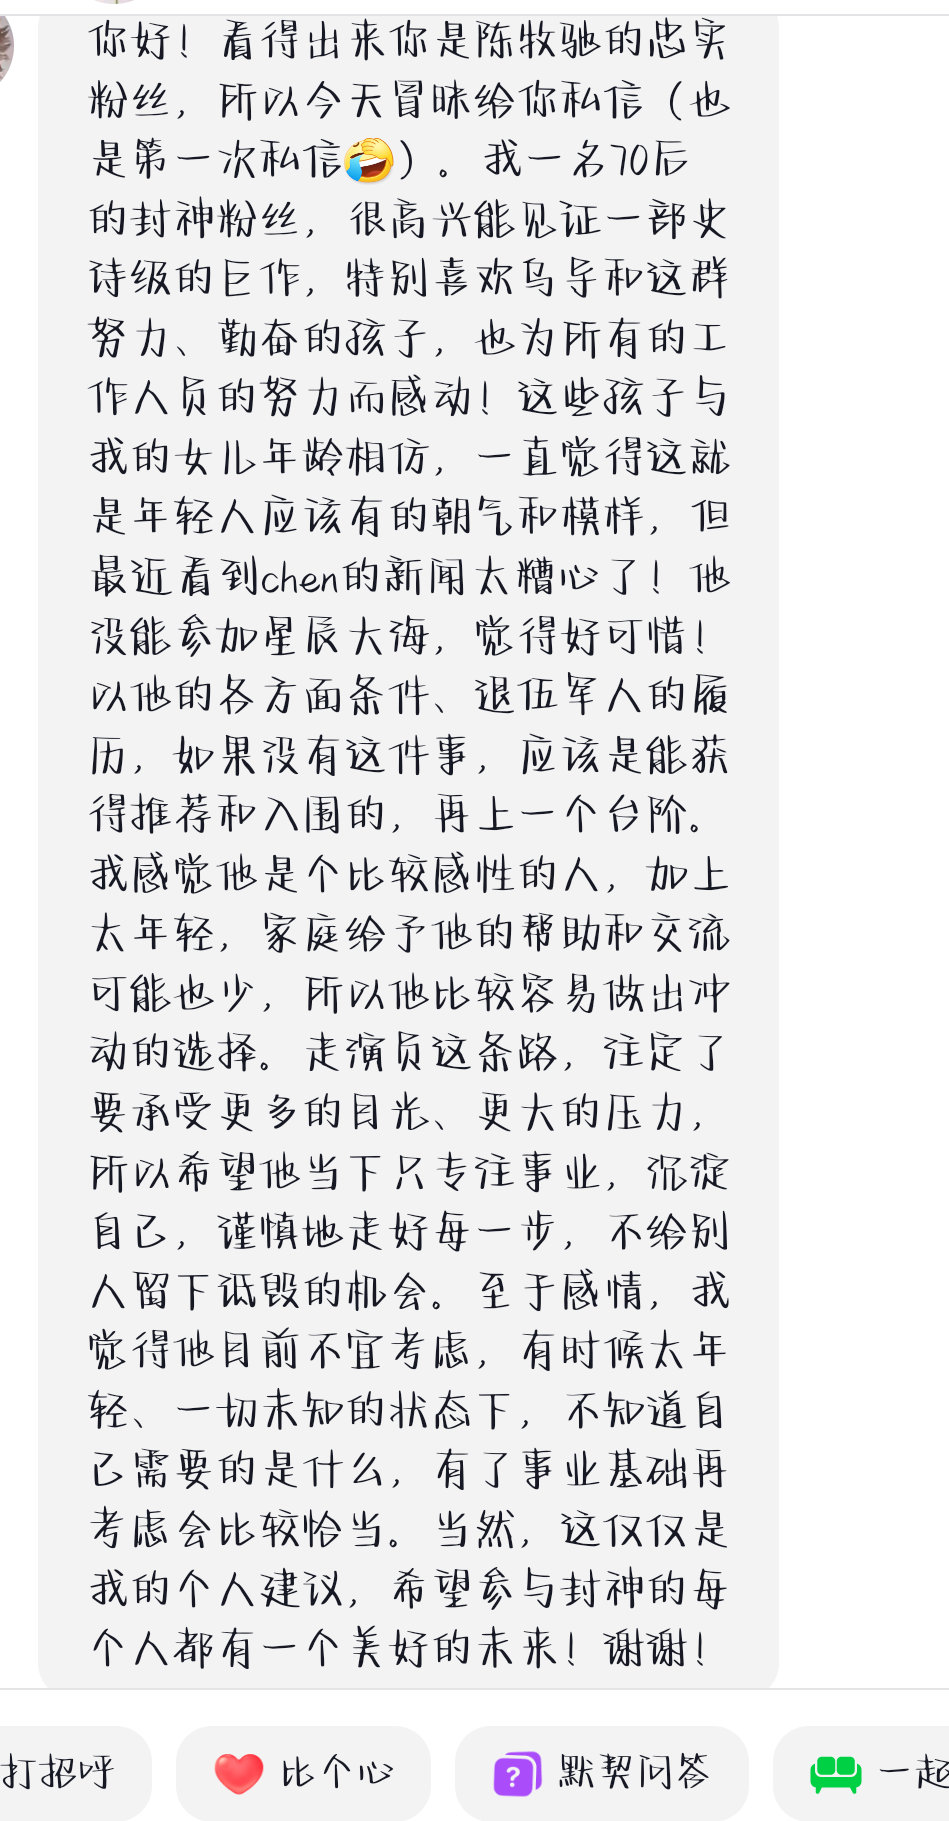 你好！看得出来你是陈牧驰的忠实
粉丝，所以今天冒昧给你私信（也
是第一次私信🤣）。我一名70后
的封神粉丝，很高兴能见证一部史
诗级的巨作，特别喜欢乌导和这群
努力、勤奋的孩子，也为所有的工
作人员的努力而感动！这些孩子与
我的女儿年龄相仿，一直觉得这就
是年轻人应该有的朝气和模样，但
最近看到chen的新闻太糟心了！他
没能参加星辰大海，觉得好可惜！
以他的各方面条件、退伍军人的履
历，如果没有这件事，应该是能获
得推荐和入围的，再上一个台阶。
我感觉他是个比较感性的人，加上
太年轻，家庭给予他的帮助和交流
可能也少，所以他比较容易做出冲
动的选择。走演员这条路，注定了
要承受更多的目光、更大的压力，
所以希望他当下只专注事业，沉淀
自己，谨慎地走好每一步，不给别
人留下诋毁的机会。至于感情，我
觉得他目前不宜考虑，有时候太年
轻、一切未知的状态下，不知道自
己需要的是什么，有了事业基础再
考虑会比较恰当。当然，这仅仅是
我的个人建议，希望参与封神的每
个人都有一个美好的未来！谢谢！
打招呼 比个心 默契问答 一起